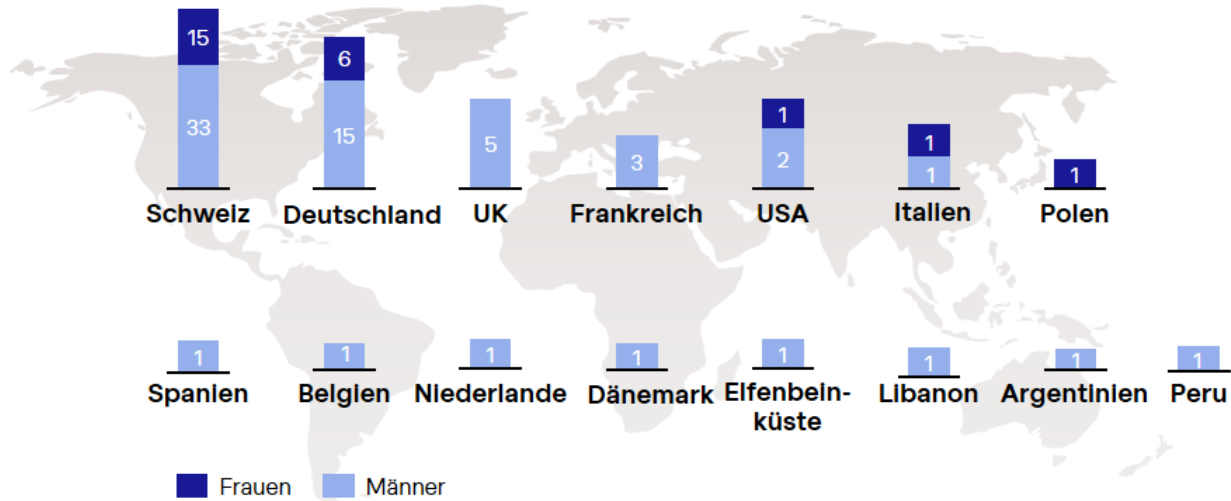 15 6 1 1
33 15 5 3 2 1 1
Schweiz Deutschland UK Frankreich USA Italien Polen
1 1 1 1 1 1 1 1
Spanien Belgien Niederlande Dänemark Elfenbein- Libanon Argentinien Peru
küste
Frauen Männer